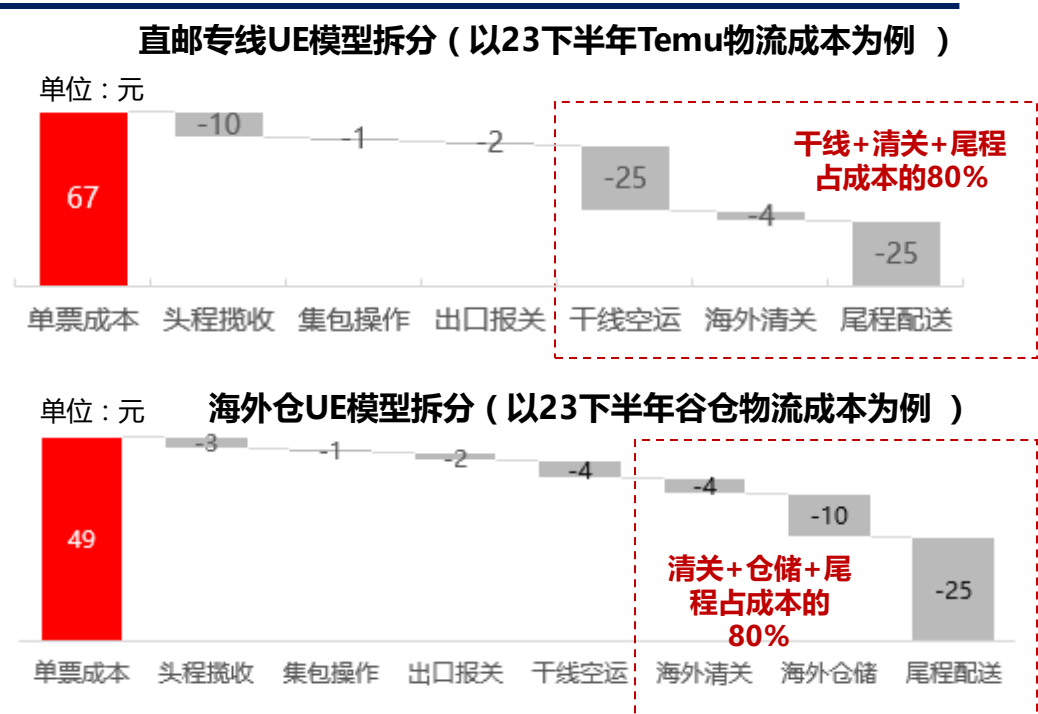 直邮专线UE模型拆分（以23下半年Temu物流成本为例 ）
单位：元
67
-10
-1
-2
-25
-4
-25
干线+清关+尾程
占成本的80%
单票成本 头程揽收 集包操作 出口报关 干线空运 海外清关 尾程配送
单位：元
海外仓UE模型拆分（以23下半年谷仓物流成本为例 ）
49
-3
-1
-2
-4
-4
-10
-25
清关+仓储+尾
程占成本的
80%
单票成本 头程揽收 集包操作 出口报关 干线空运 海外清关 海外仓储 尾程配送